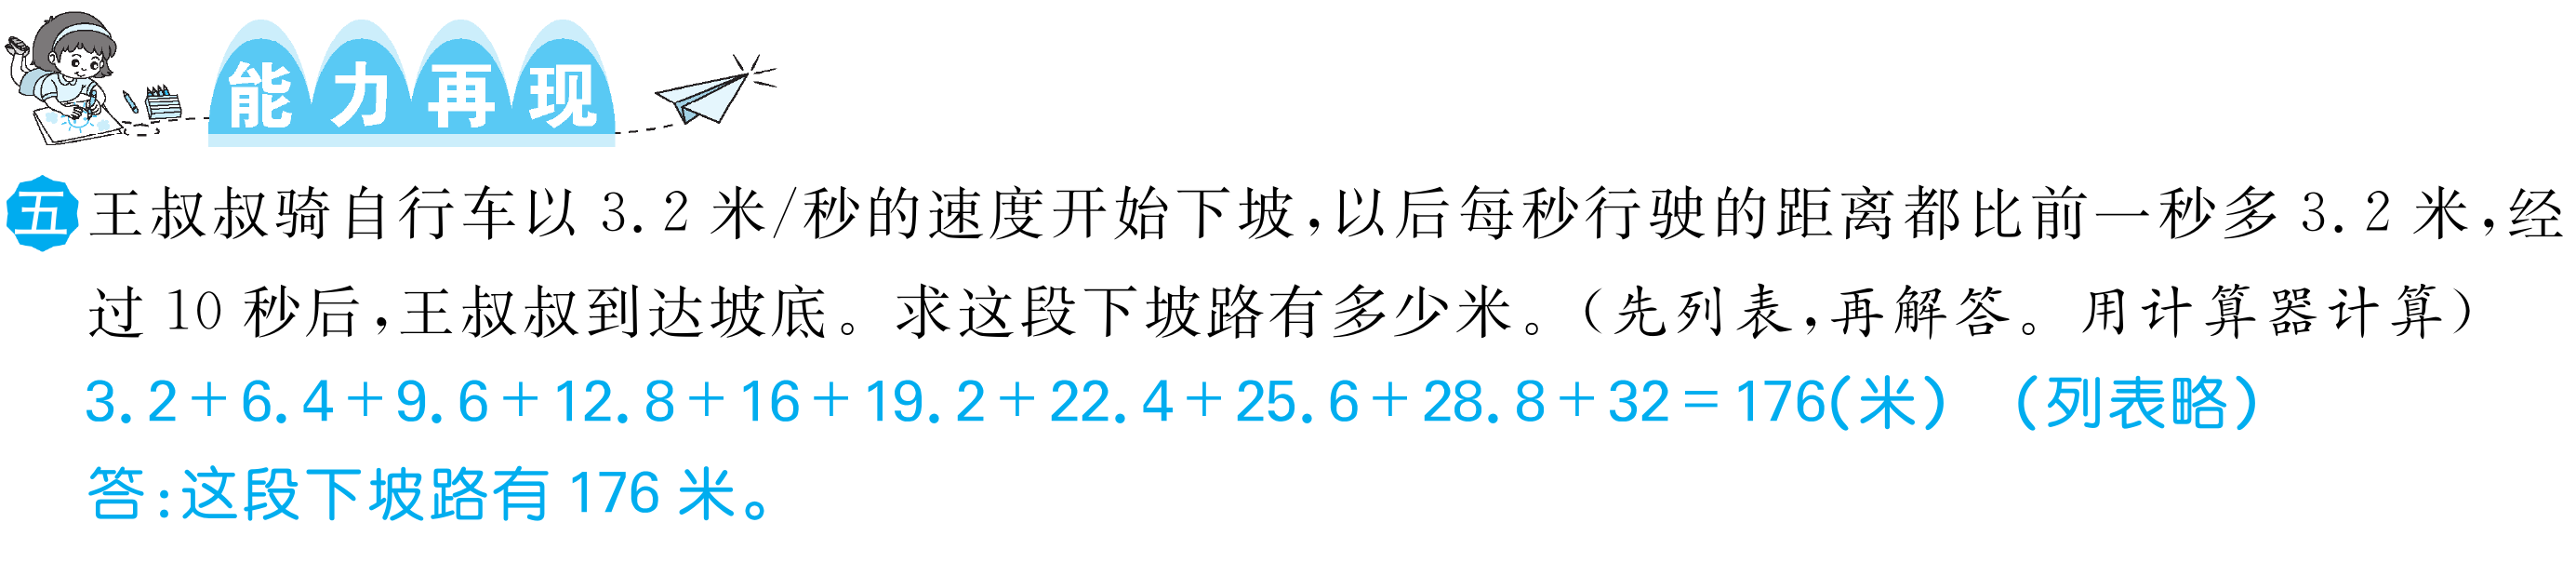 能力再现
五 王叔叔骑自行车以 3.2 米/秒的速度开始下坡,以后每秒行驶的距离都比前一秒多 3.2 米,经
过 10 秒后,王叔叔到达坡底。求这段下坡路有多少米。(先列表,再解答。用计算器计算)
3.2+6.4+9.6+12.8+16+19.2+22.4+25.6+28.8+32=176(米) (列表略)
答:这段下坡路有 176 米。